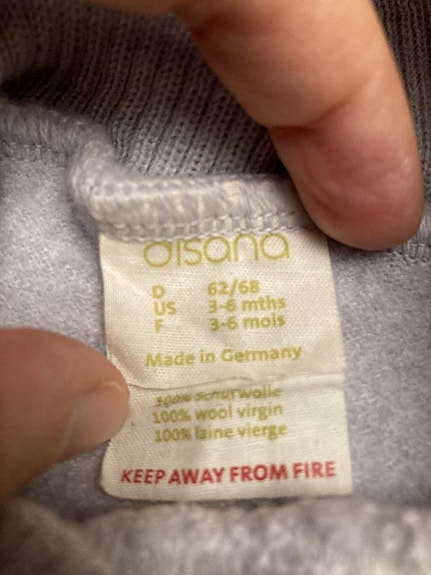 disana
D 62/68
US 3-6 mths
F 3-6 mois
Made in Germany
100% Schurwolle
100% wool virgin
100% laine vierge
KEEP AWAY FROM FIRE